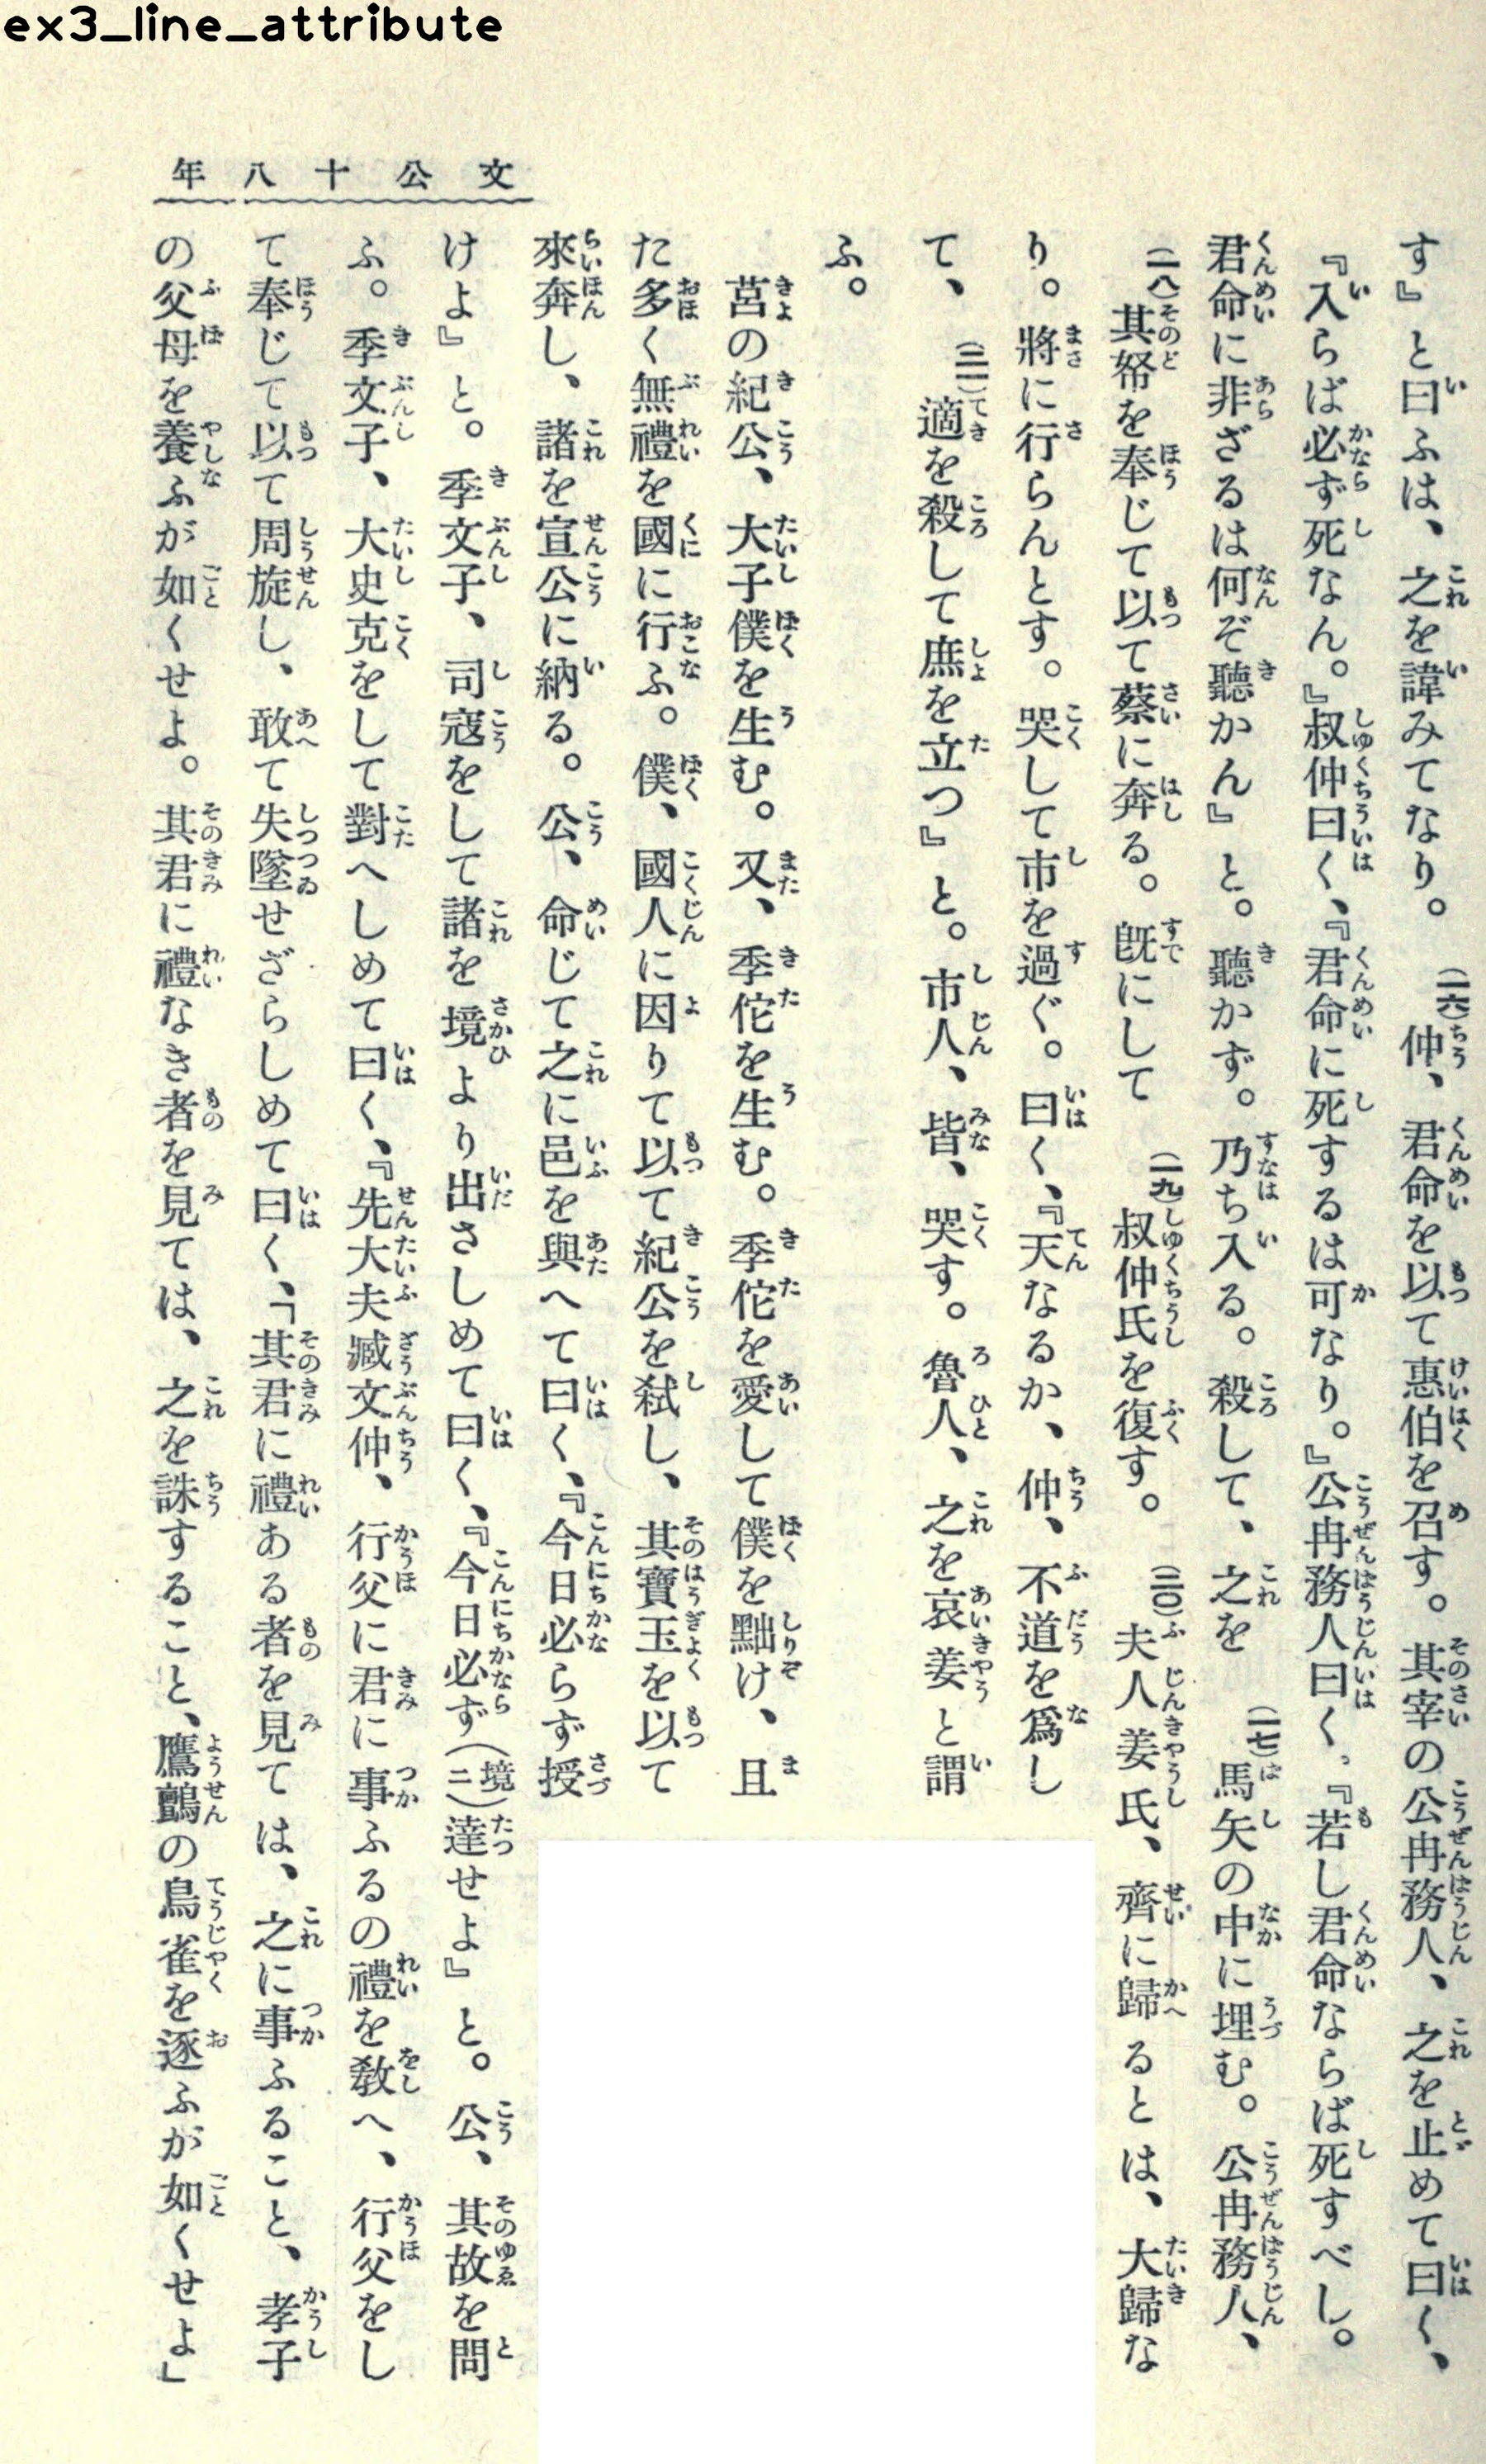 ex3_line_attribute
文公十八年
す』と曰ふは、之を諱みてなり。(一六)仲、君命を以て惠伯を召す。其宰の公冉務人、之を止めて曰く、
『入らば必ず死なん。』叔仲曰く、『君命に死するは可なり。』公冉務人曰く、『若し君命ならば死すべし。
君命に非ざるは何ぞ聽かん』と。聽かず。乃ち入る。殺して、之を(一七)馬矢の中に埋む。公冉務人、
(一八)其帑を奉じて以て蔡に奔る。旣にして(一九)叔仲氏を復す。(二〇)夫人姜氏、齊に歸るとは、大歸な
り。將に行らんとす。哭して市を過ぐ。曰く、『天なるか、仲、不道を爲し
て、(二一)適を殺して庶を立つ』と。市人、皆、哭す。魯人、之を哀姜と謂
ふ。
莒の紀公、大子僕を生む。又、季佗を生む。季佗を愛して僕を黜け、且
た多く無禮を國に行ふ。僕、國人に因りて以て紀公を弑し、其寶玉を以て
來奔し、諸を宣公に納る。公、命じて之に邑を與へて曰く、『今日必らず授
けよ』と。季文子、司寇をして諸を境より出さしめて曰く、『今日必ず(境二)達せよ』と。公、其故を問
ふ。季文子、大史克をして對へしめて曰く、『先大夫臧文仲、行父に君に事ふるの禮を敎へ、行父をし
て奉じて以て周旋し、敢て失墜せざらしめて曰く、「其君に禮ある者を見ては、之に事ふること、孝子
の父母を養ふが如くせよ。其君に禮なき者を見ては、之を誅すること、鷹鸇の鳥雀を逐ふが如くせよ」